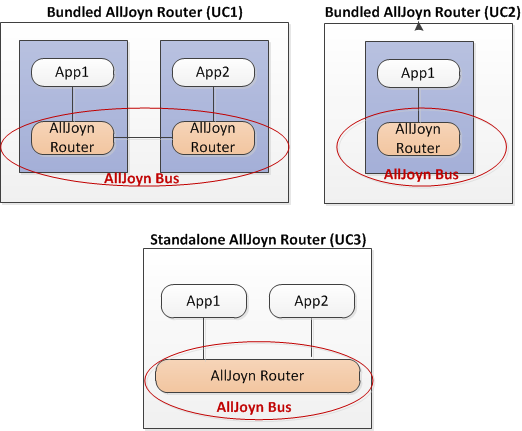 Bundled AllJoyn Router (UC1)
App1
App2
AllJoyn
Router
AllJoyn
Router
AllJoyn Bus
Bundled AllJoyn Router (UC2)
App1
AllJoyn
Router
AllJoyn Bus
Standalone AllJoyn Router (UC3)
App1
App2
AllJoyn Router
AllJoyn Bus